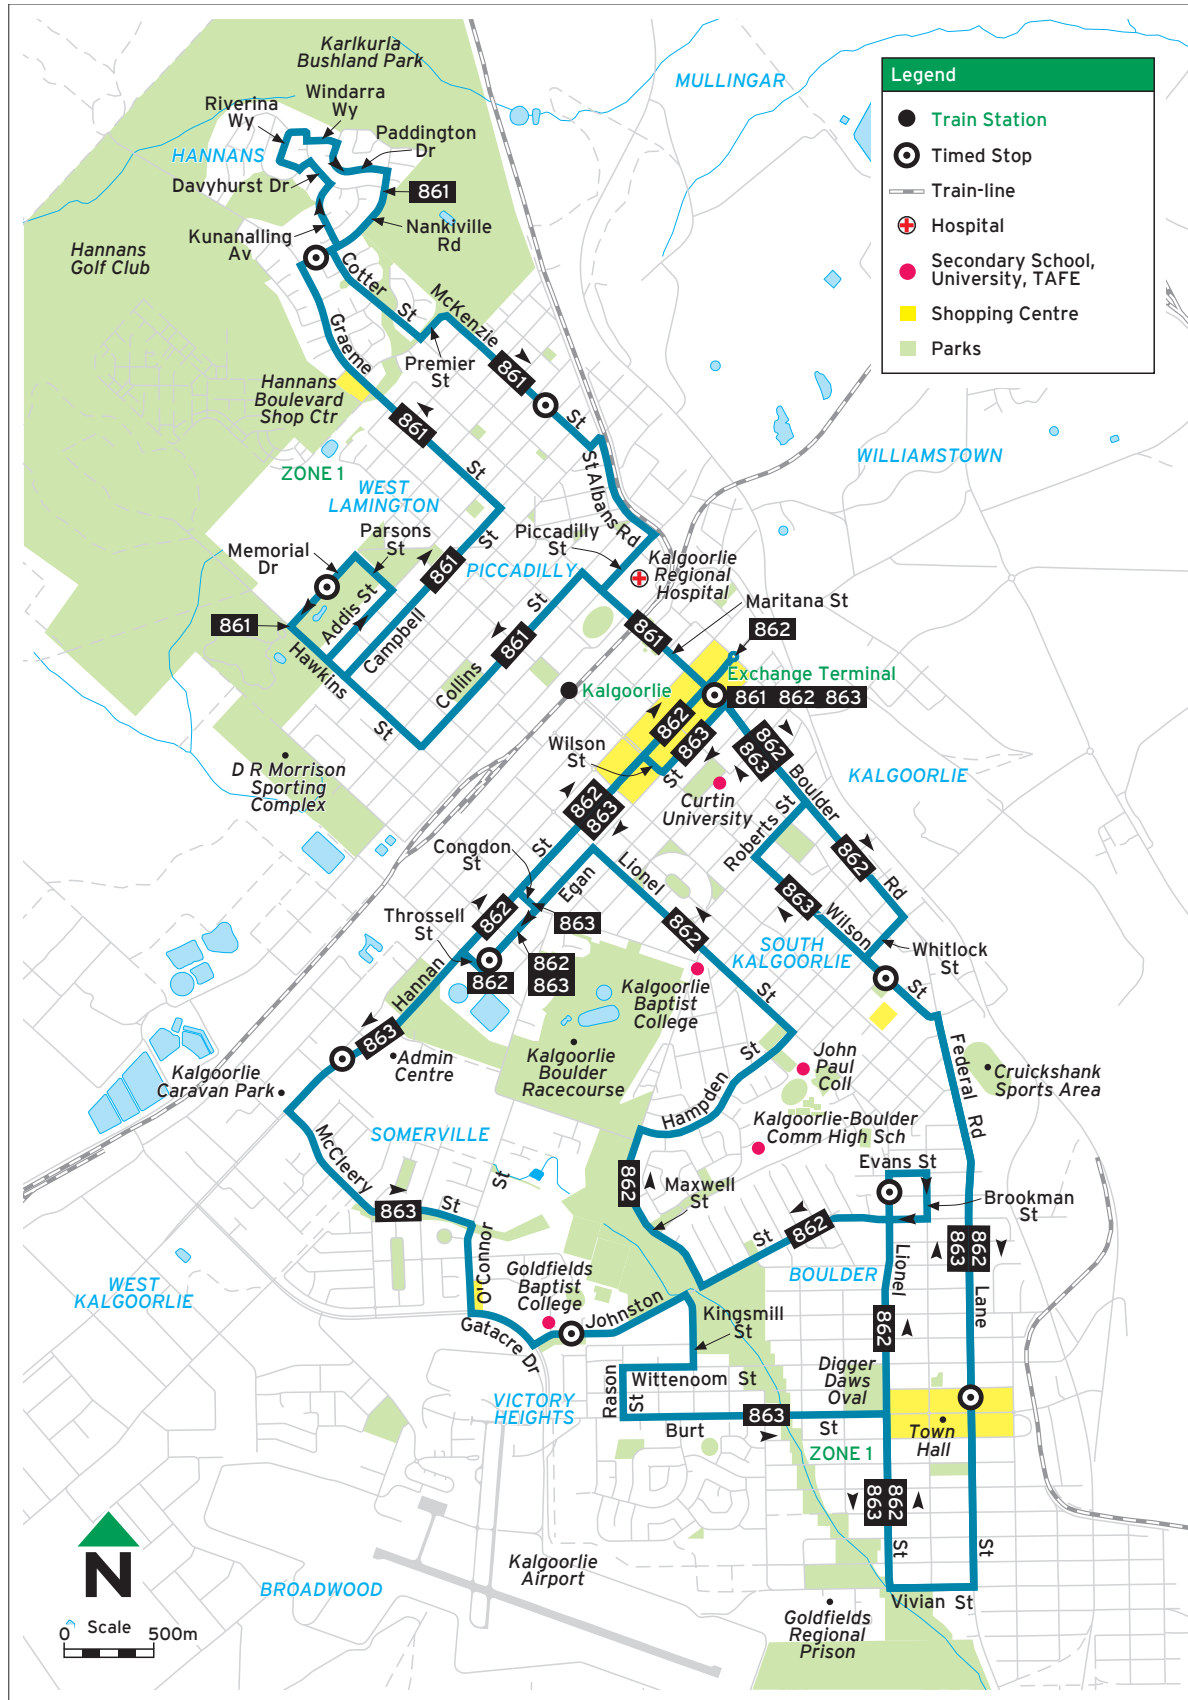 Karlkurla
Bushland Park
MULLINGAR
Legend
Train Station
Timed Stop
Train-line
Hospital
Secondary School,
University, TAFE
Shopping Centre
Parks
Riverina
Wy
Windarra
Wy
Paddington
Dr
HANNANS
Davyhurst Dr
861
Kunanalling
Av
Nankiville
Rd
Hannans
Golf Club
Cotter
St
McKenzie
St
Graeme
St
Premier
St
861
Hannans
Boulevard
Shop Ctr
861
ZONE 1
WEST
LAMINGTON
WILLIAMSTOWN
St Albans Rd
Parsons
St
Piccadilly
St
Memorial
Dr
PICCADILLY
Kalgoorlie
Regional
Hospital
861
St
Addis St
Campbell
861
Hawkins
St
Collins
861
St
861
Maritana St
862
Exchange Terminal
861 862 863
Kalgoorlie
862
863
Wilson
St
St
862
863
Boulder
Rd
KALGOORLIE
D R Morrison
Sporting
Complex
Curtin
University
Roberts St
862
863
862
Congdon
St
St
Egan
Lionel
St
863
Wilson
St
Throssell
St
862
863
862
SOUTH
KALGOORLIE
Whitlock
St
862
862
863
Hannan
Kalgoorlie
Baptist
College
863
Admin
Centre
Kalgoorlie
Boulder
Racecourse
John
Paul
Coll
Federal Rd
Cruickshank
Sports Area
Kalgoorlie
Caravan Park
Hampden
St
Kalgoorlie-Boulder
Comm High Sch
SOMERVILLE
McCleery
St
863
862
Maxwell
St
Evans St
Brookman
St
St
862
O'Connor
St
862
863
Lionel
St
Lane
St
WEST
KALGOORLIE
Goldfields
Baptist
College
BOULDER
Johnston
Kingsmill
St
862
Gatacre Dr
Digger
Daws
Oval
Wittenoom St
Rason
St
VICTORY
HEIGHTS
Burt
863
St
Town
Hall
ZONE 1
862
863
Kalgoorlie
Airport
BROADWOOD
Vivian St
Goldfields
Regional
Prison
N
Scale
0 500m